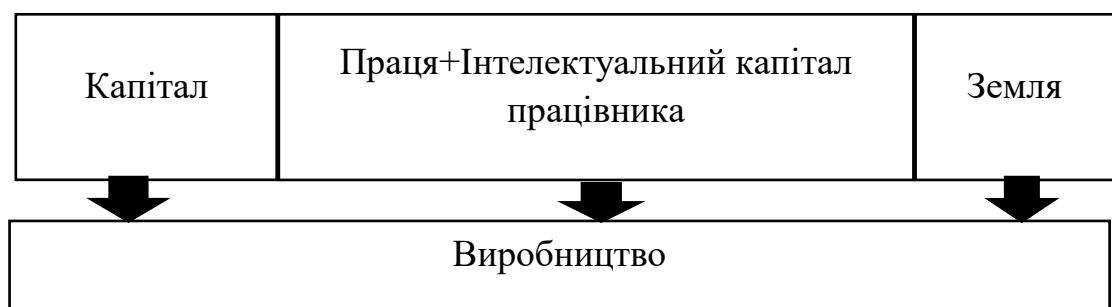 Капітал
Праця+Інтелектуальний капітал
працівника
Земля
Виробництво